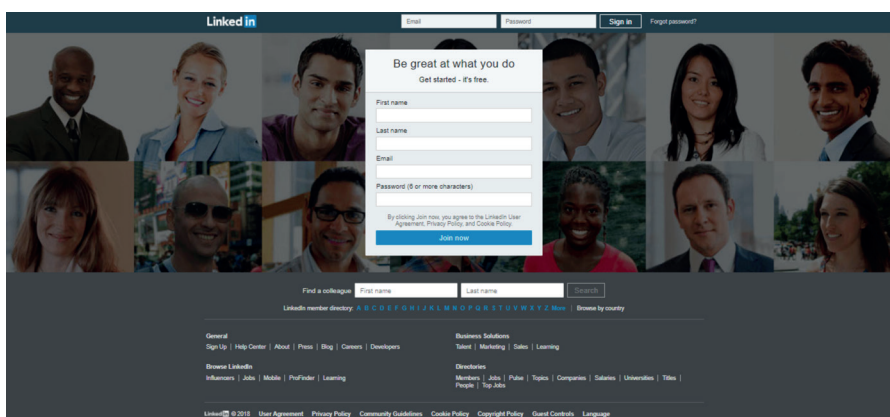 Linked in
Email Password Sign in Forgot password?
Be great at what you do
Get started - it's free.
First name
Last name
Email
Password (6 or more characters)
By clicking Join now, you agree to the LinkedIn User
Agreement, Privacy Policy, and Cookie Policy.
Join now
Find a colleague First name Last name Search
LinkedIn member directory: A B C D E F G H I J K L M N O P Q R S T U V W X Y Z More | Browse by country
General
Sign Up | Help Center | About | Press | Blog | Careers | Developers
Business Solutions
Talent | Marketing | Sales | Learning
Browse LinkedIn
Influencers | Jobs | Mobile | ProFinder | Learning
Directories
Members | Jobs | Pulse | Topics | Companies | Salaries | Universities | Titles |
People | Top Jobs
Linked in © 2018 User Agreement Privacy Policy Community Guidelines Cookie Policy Copyright Policy Guest Controls Language